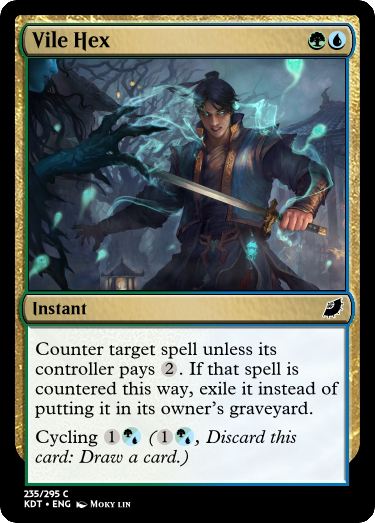 Vile Hex
Instant
Counter target spell unless its
controller pays 2. If that spell is
countered this way, exile it instead of
putting it in its owner's graveyard.
Cycling 1 (1, Discard this
card: Draw a card.)
235/295 C
KDT • ENG Moky lin